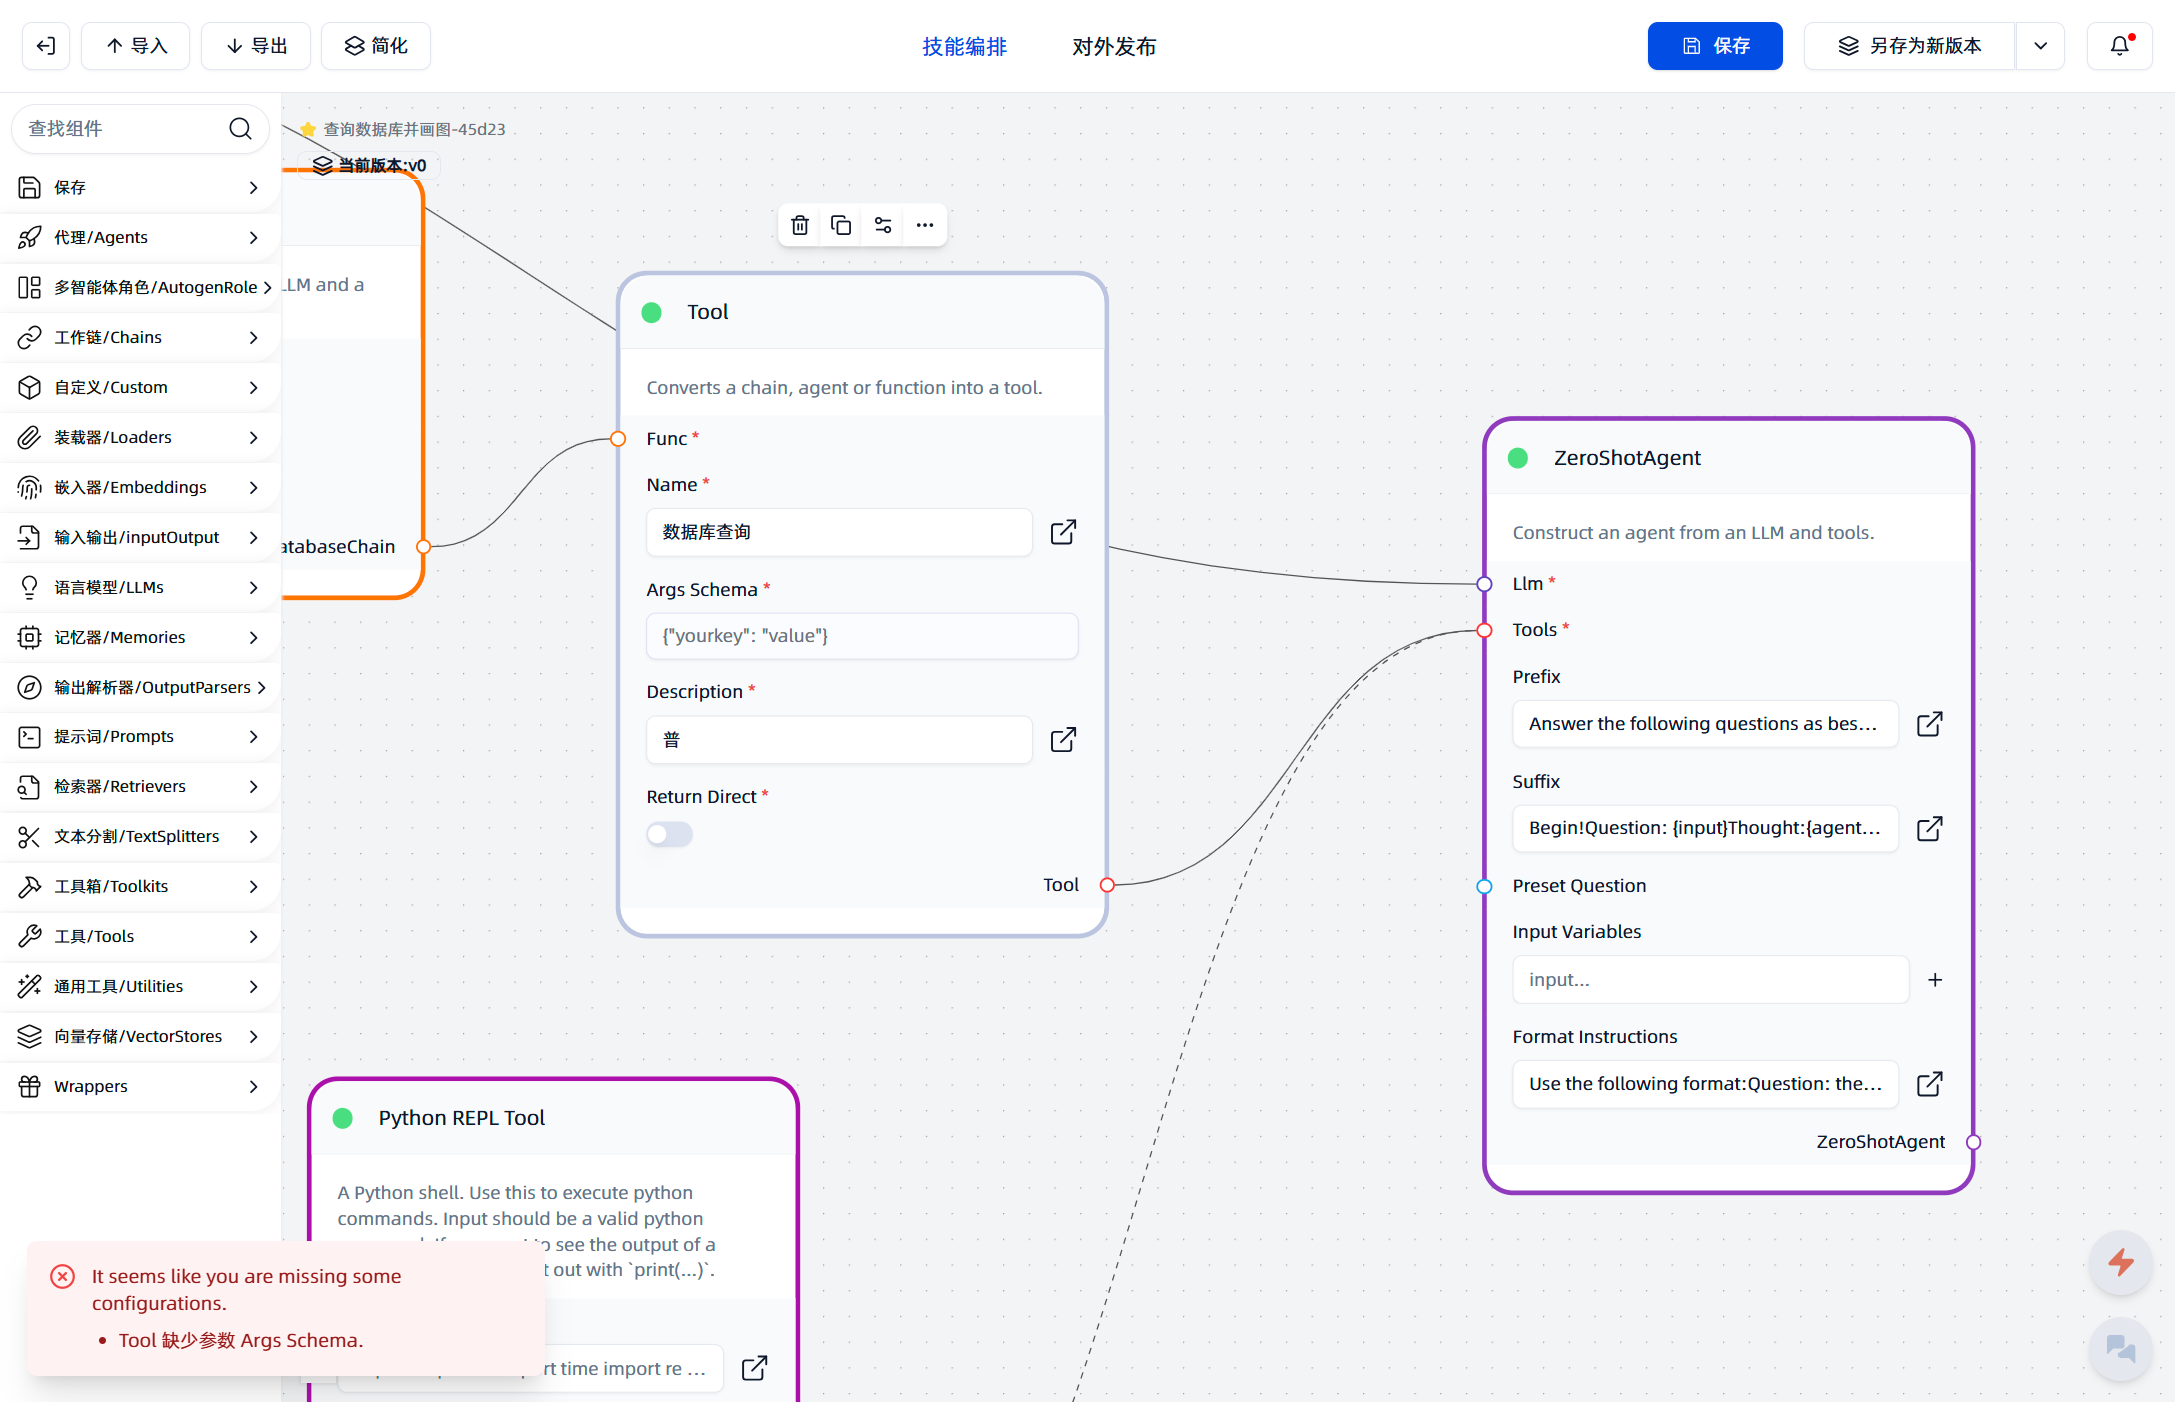 导入
导出
简化
技能编排
对外发布
保存
另存为新版本
查找组件
保存
代理/Agents
多智能体角色/AutogenRole
工作链/Chains
自定义/Custom
装载器/Loaders
嵌入器/Embeddings
输入输出/inputOutput
语言模型/LLMs
记忆器/Memories
输出解析器/OutputParsers
提示词/Prompts
检索器/Retrievers
文本分割/TextSplitters
工具箱/Toolkits
工具/Tools
通用工具/Utilities
向量存储/VectorStores
Wrappers
查询数据库并画图-45d23
当前版本:v0
LLM and a
atabaseChain
Tool
Converts a chain, agent or function into a tool.
Func *
Name *
数据库查询
Args Schema *
{"yourkey": "value"}
Description *
普
Return Direct *
Tool
ZeroShotAgent
Construct an agent from an LLM and tools.
Llm *
Tools *
Prefix
Answer the following questions as bes...
Suffix
Begin!Question: {input}Thought:{agent...
Preset Question
Input Variables
input...
Format Instructions
Use the following format:Question: the...
ZeroShotAgent
Python REPL Tool
A Python shell. Use this to execute python
commands. Input should be a valid python
to see the output of a
t out with `print(...)`.
rt time import re ...
It seems like you are missing some
configurations.
• Tool 缺少参数 Args Schema.